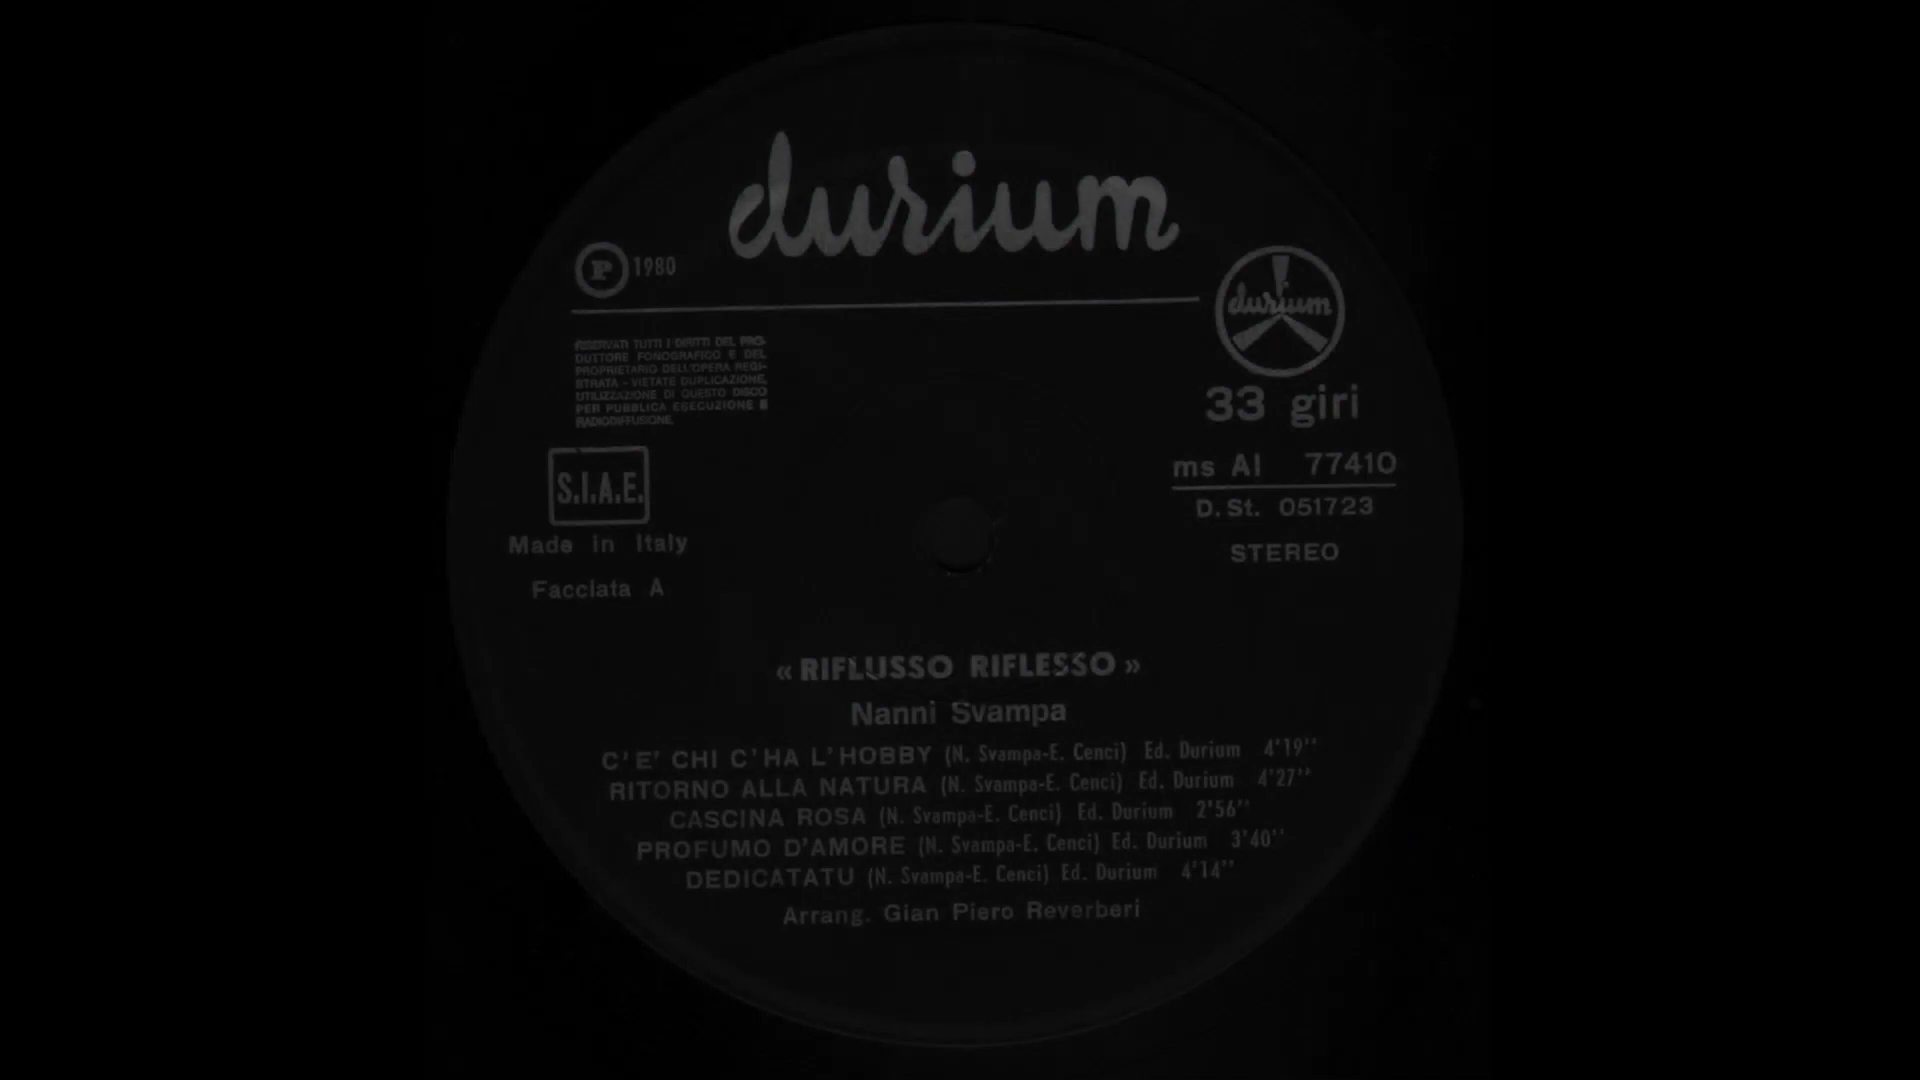 durium
P 1980
durium
RISERVATI TUTTI I DIRITTI DEL PRO-
DUTTORE FONOGRAFICO E DEL
PROPRIETARIO DELL'OPERA REGI-
STRATA - VIETATE DUPLICAZIONE,
UTILIZZAZIONE DI QUESTO DISCO
PER PUBBLICA ESECUZIONE E
RADIODIFFUSIONE.
33 giri
S.I.A.E.
ms AI 77410
D. St. 051723
Made in Italy
STEREO
Facciata A
« RIFLUSSO RIFLESSO »
Nanni Svampa
C'E' CHI C'HA L'HOBBY (N. Svampa-E. Cenci) Ed. Durium 4'19''
RITORNO ALLA NATURA (N. Svampa-E. Cenci) Ed. Durium 4'27''
CASCINA ROSA (N. Svampa-E. Cenci) Ed. Durium 2'56''
PROFUMO D'AMORE (N. Svampa-E. Cenci) Ed. Durium 3'40''
DEDICATATU (N. Svampa-E. Cenci) Ed. Durium 4'14''
Arrang. Gian Piero Reverberi